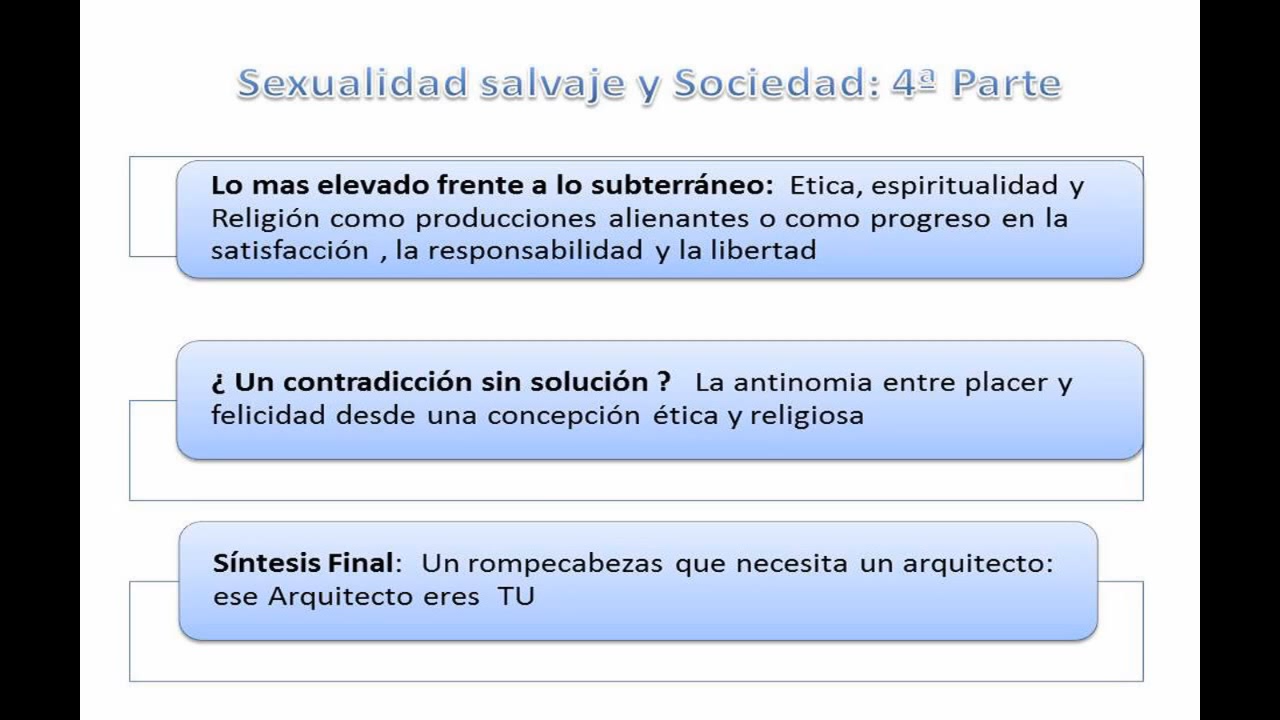 Sexualidad salvaje y Sociedad: 4ª Parte
Lo mas elevado frente a lo subterráneo: Etica, espiritualidad y
Religión como producciones alienantes o como progreso en la
satisfacción , la responsabilidad y la libertad
¿ Un contradicción sin solución ? La antinomia entre placer y
felicidad desde una concepción ética y religiosa
Síntesis Final: Un rompecabezas que necesita un arquitecto:
ese Arquitecto eres TU